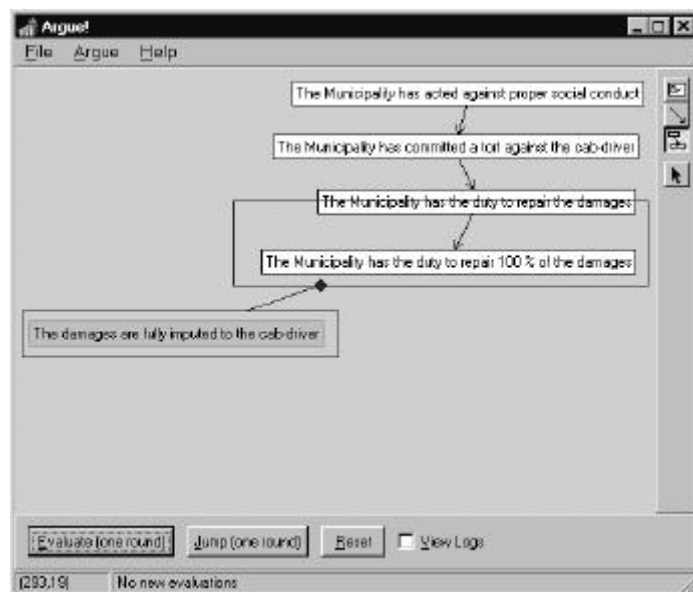 Argue!
File Argue Help
The Municipality has acted against proper social conduct
The Municipality has committed a tort against the cab-driver
The Municipality has the duty to repair the damages
The Municipality has the duty to repair 100 % of the damages
The damages are fully imputed to the cab-driver
Evaluate (one round) Jump (one round) Reset View Logs
(293,19) No new evaluations